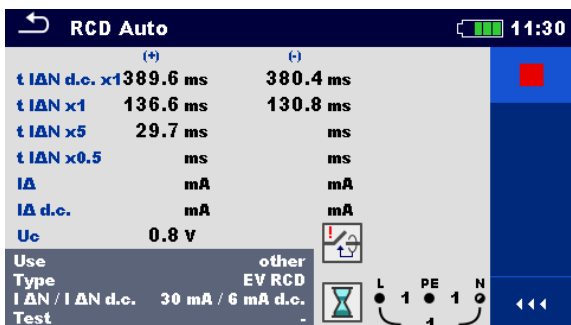 RCD Auto 11:30
(+) (-)
t IΔN d.c. x1 389.6 ms 380.4 ms
t IΔN x1 136.6 ms 130.8 ms
t IΔN x5 29.7 ms ms
t IΔN x0.5 ms ms
IΔ mA mA
IΔ d.c. mA mA
Uc 0.8 V
Use other
Type EV RCD
I ΔN / I ΔN d.c. 30 mA / 6 mA d.c.
Test -
L PE N
1 1
1